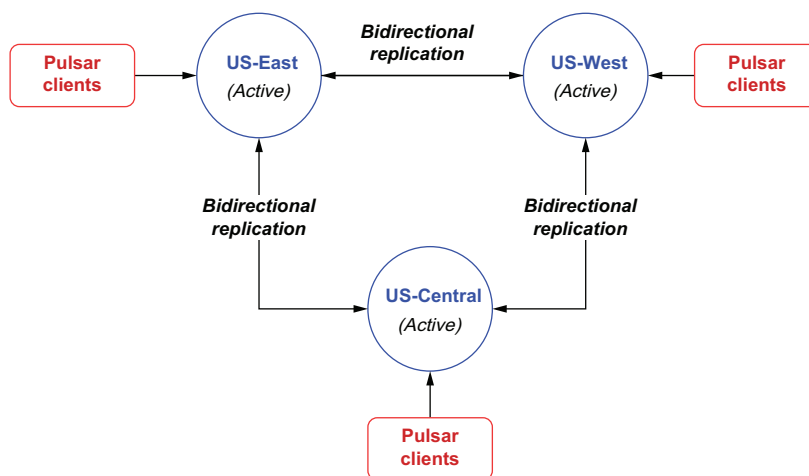 Bidirectional
replication
Pulsar
clients
US-East
(Active)
US-West
(Active)
Pulsar
clients
Bidirectional
replication
Bidirectional
replication
US-Central
(Active)
Pulsar
clients